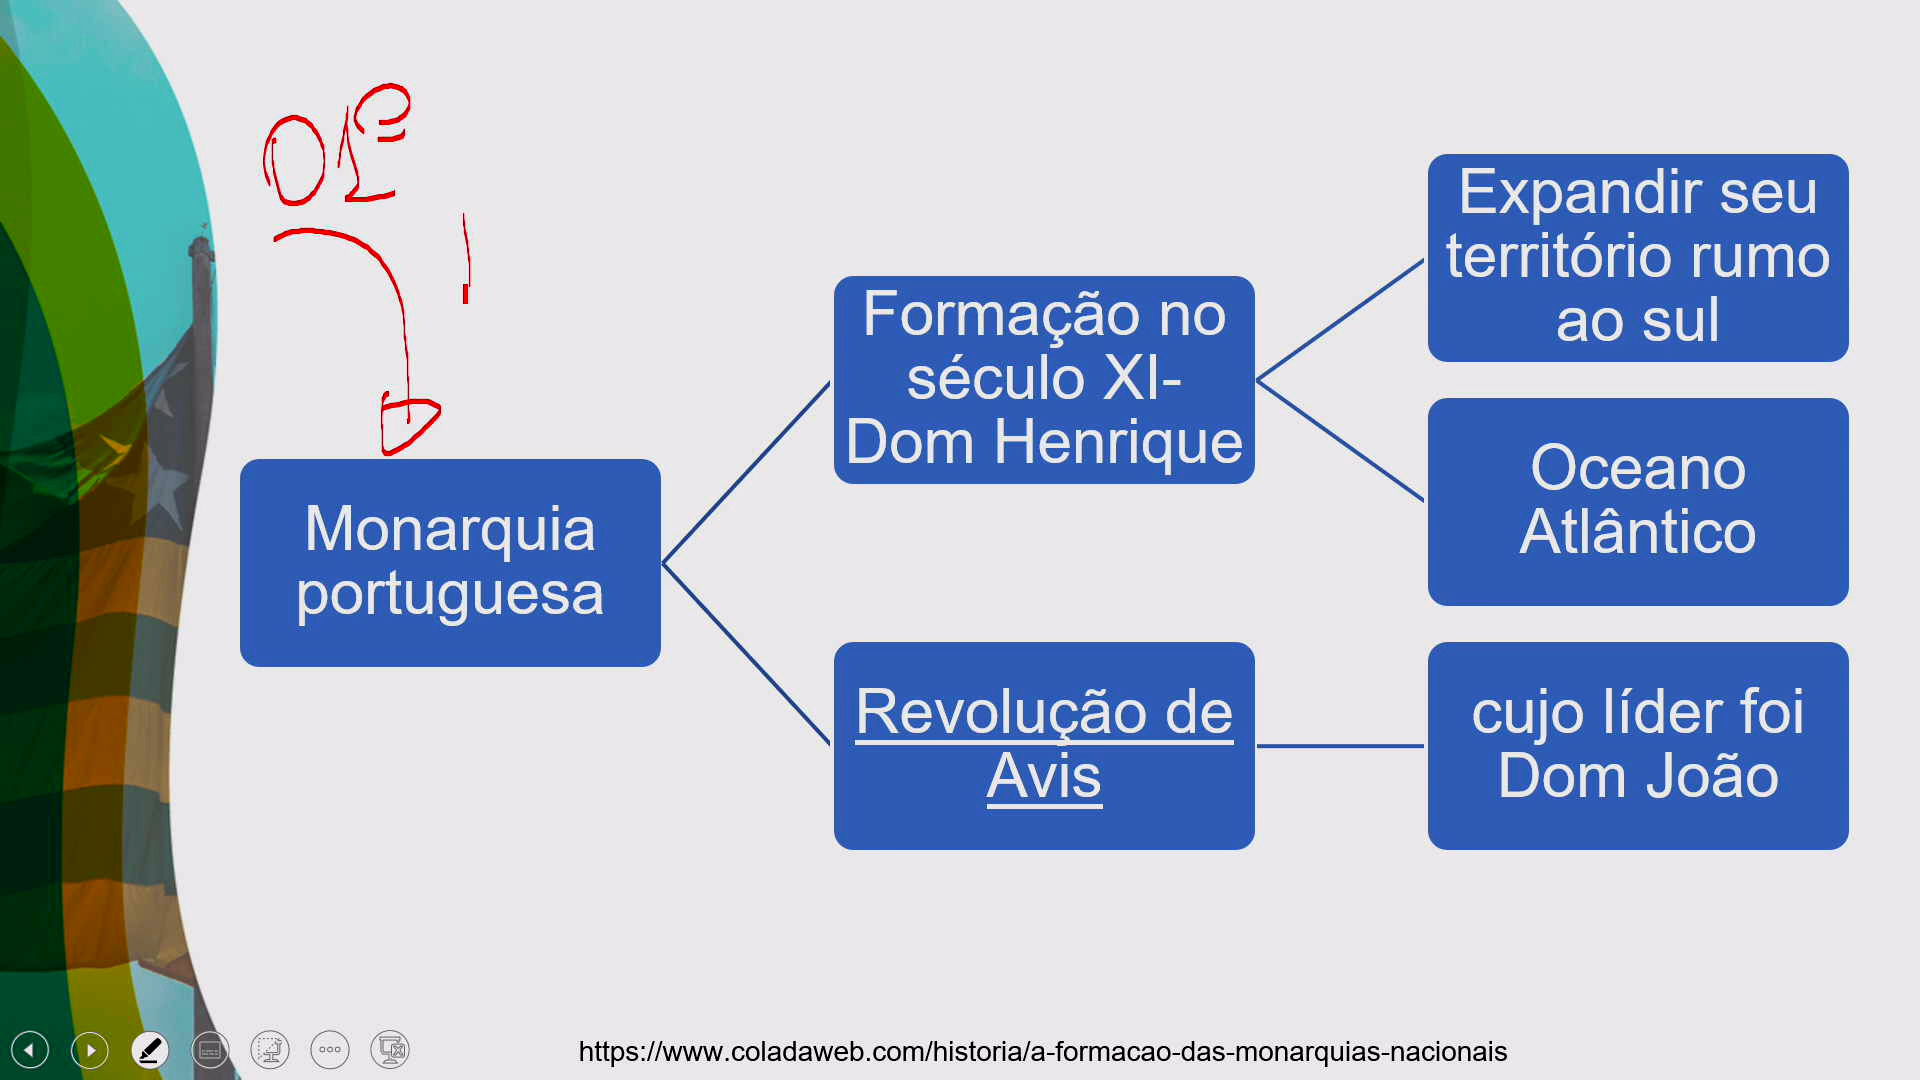 01ª
Monarquia
portuguesa
Formação no
século XI-
Dom Henrique
Expandir seu
território rumo
ao sul
Oceano
Atlântico
Revolução de
Avis
cujo líder foi
Dom João
https://www.coladaweb.com/historia/a-formacao-das-monarquias-nacionais